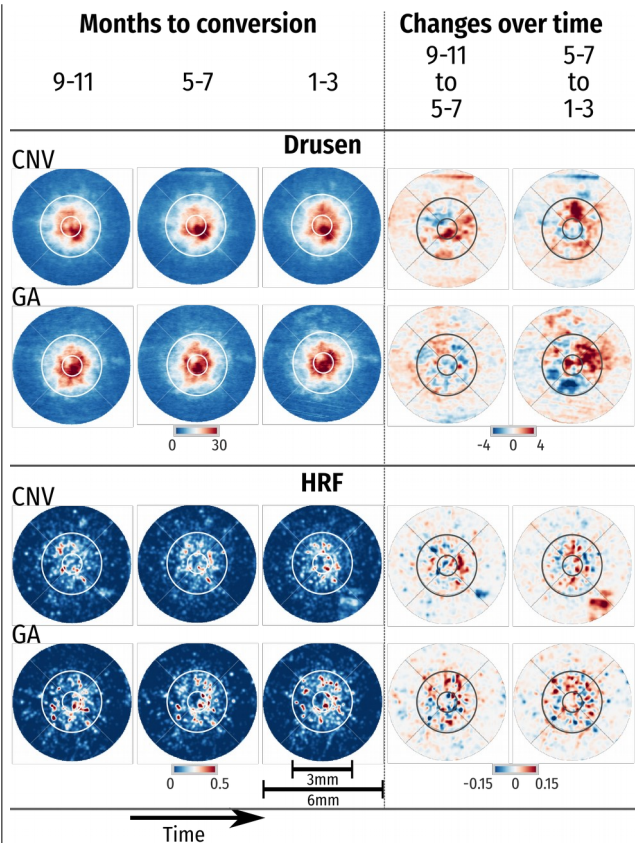 Months to conversion
9-11
5-7
1-3
Changes over time
9-11
to
5-7
5-7
to
1-3
Drusen
CNV
GA
0 30
-4 0 4
HRF
CNV
GA
0 0.5
3mm
6mm
-0.15 0 0.15
Time